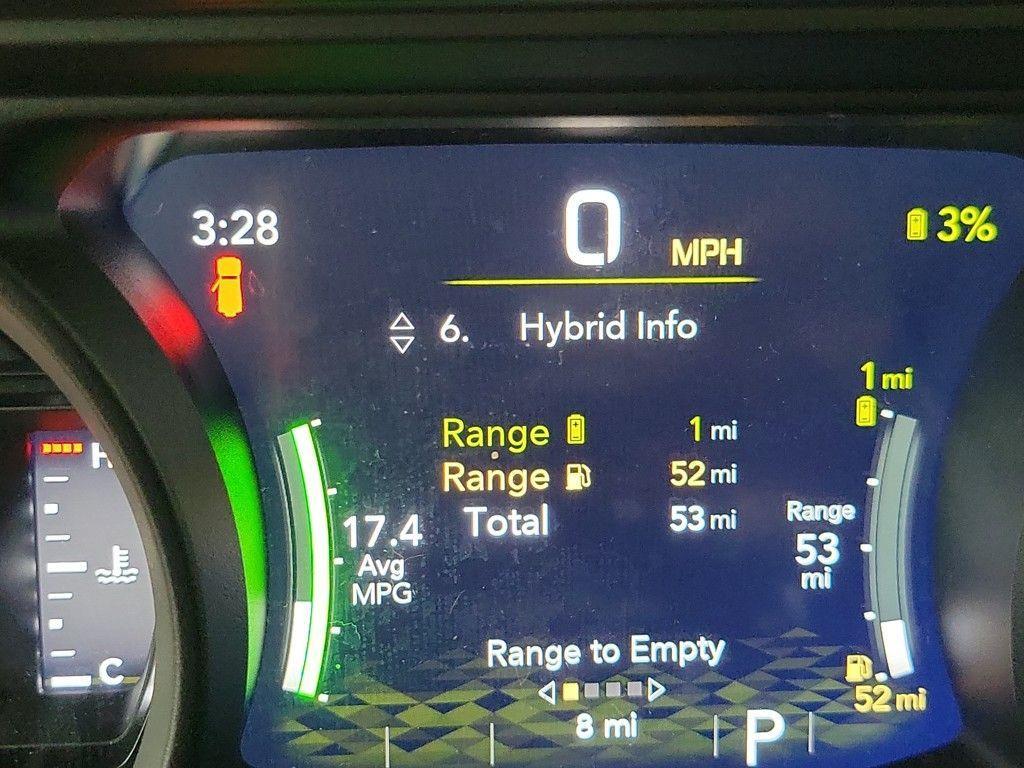 3:28
0 MPH
3%
6. Hybrid Info
1 mi
Range 1 mi
Range 52 mi
Total 53 mi
17.4
Avg
MPG
Range
53
mi
Range to Empty
8 mi
P
52 mi
H
C